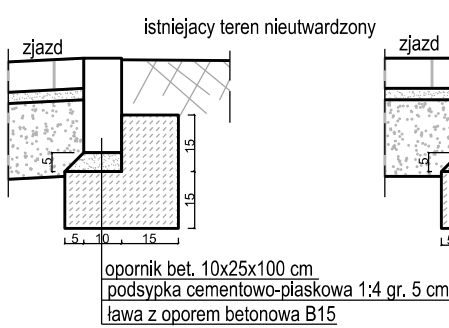 istniejacy teren nieutwardzony
zjazd
zjazd
5
15
15
5 10 15
5
opornik bet. 10x25x100 cm
podsypka cementowo-piaskowa 1:4 gr. 5 cm
ława z oporem betonowa B15